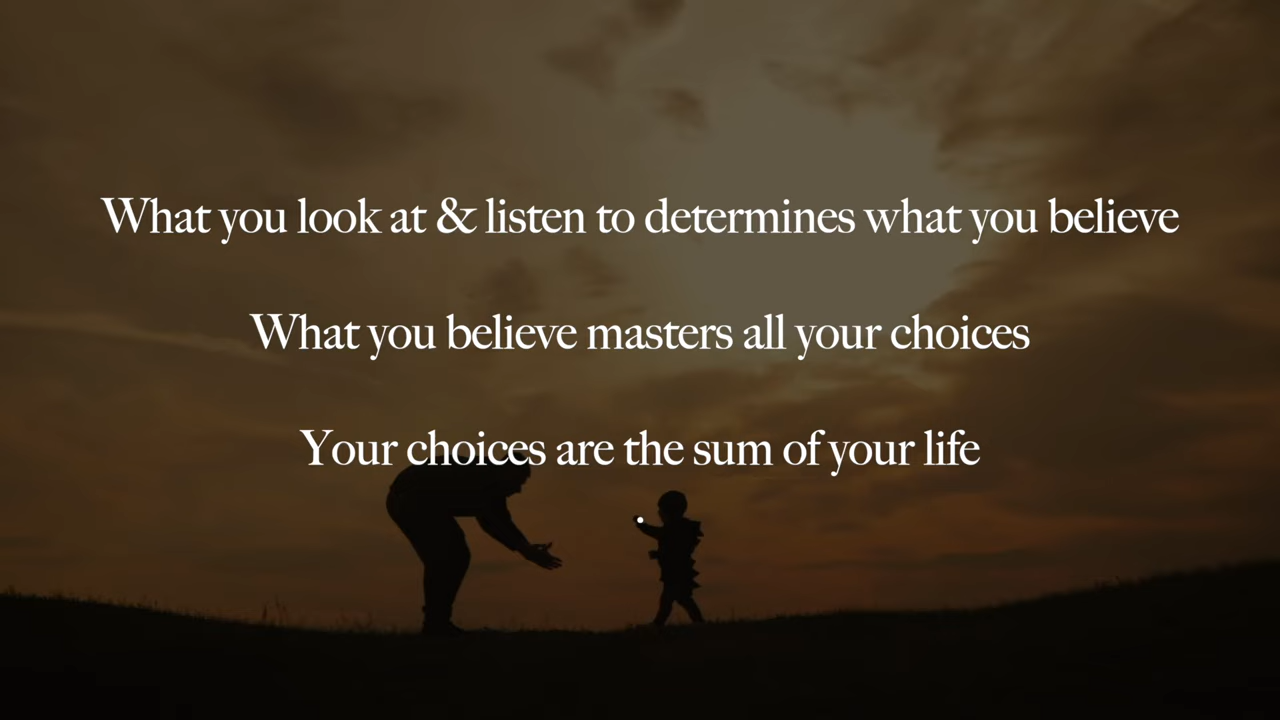 What you look at & listen to determines what you believe
What you believe masters all your choices
Your choices are the sum of your life